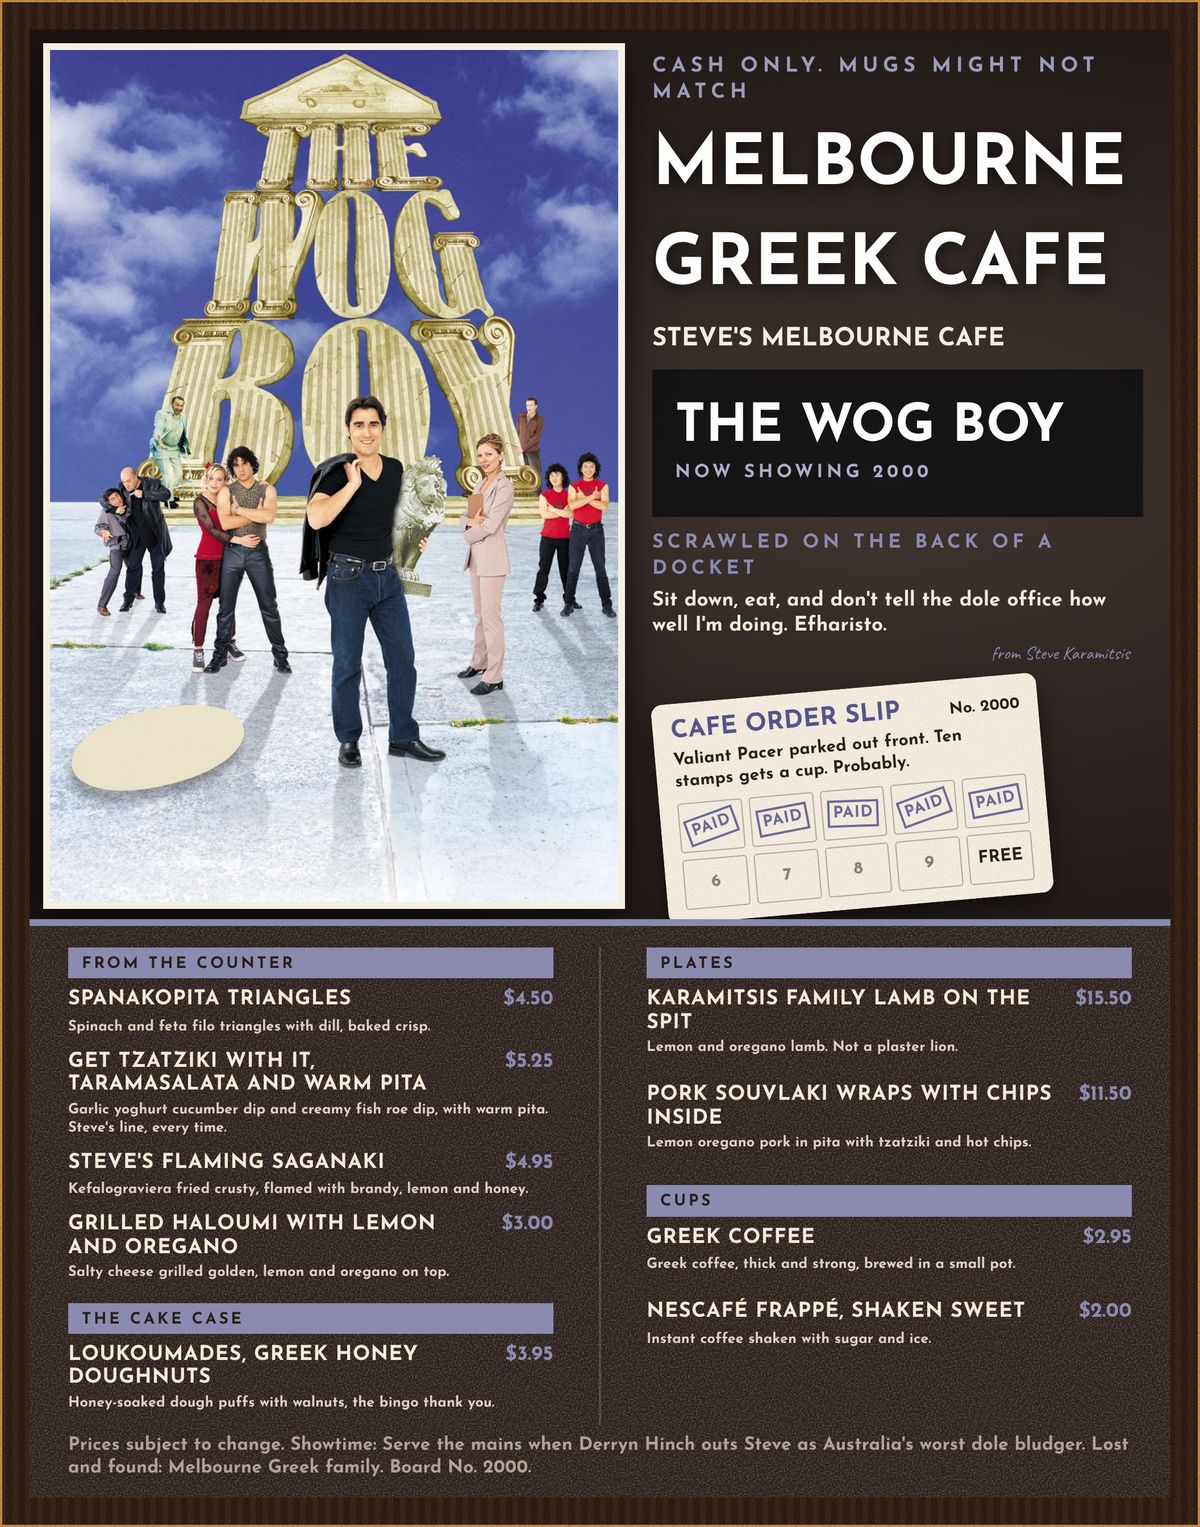 THE
WOG
BOY
CASH ONLY. MUGS MIGHT NOT
MATCH
MELBOURNE
GREEK CAFE
STEVE'S MELBOURNE CAFE
THE WOG BOY
NOW SHOWING 2000
SCRAWLED ON THE BACK OF A
DOCKET
Sit down, eat, and don't tell the dole office how
well I'm doing. Efharisto.
from Steve Karamitsis
CAFE ORDER SLIP No. 2000
Valiant Pacer parked out front. Ten
stamps gets a cup. Probably.
PAID PAID PAID PAID PAID
6 7 8 9 FREE
FROM THE COUNTER
SPANAKOPITA TRIANGLES $4.50
Spinach and feta filo triangles with dill, baked crisp.
GET TZATZIKI WITH IT, $5.25
TARAMASALATA AND WARM PITA
Garlic yoghurt cucumber dip and creamy fish roe dip, with warm pita.
Steve's line, every time.
STEVE'S FLAMING SAGANAKI $4.95
Kefalograviera fried crusty, flamed with brandy, lemon and honey.
GRILLED HALOUMI WITH LEMON $3.00
AND OREGANO
Salty cheese grilled golden, lemon and oregano on top.
THE CAKE CASE
LOUKOUMADES, GREEK HONEY $3.95
DOUGHNUTS
Honey-soaked dough puffs with walnuts, the bingo thank you.
PLATES
KARAMITSIS FAMILY LAMB ON THE $15.50
SPIT
Lemon and oregano lamb. Not a plaster lion.
PORK SOUVLAKI WRAPS WITH CHIPS $11.50
INSIDE
Lemon oregano pork in pita with tzatziki and hot chips.
CUPS
GREEK COFFEE $2.95
Greek coffee, thick and strong, brewed in a small pot.
NESCAFÉ FRAPPÉ, SHAKEN SWEET $2.00
Instant coffee shaken with sugar and ice.
Prices subject to change. Showtime: Serve the mains when Derryn Hinch outs Steve as Australia's worst dole bludger. Lost
and found: Melbourne Greek family. Board No. 2000.